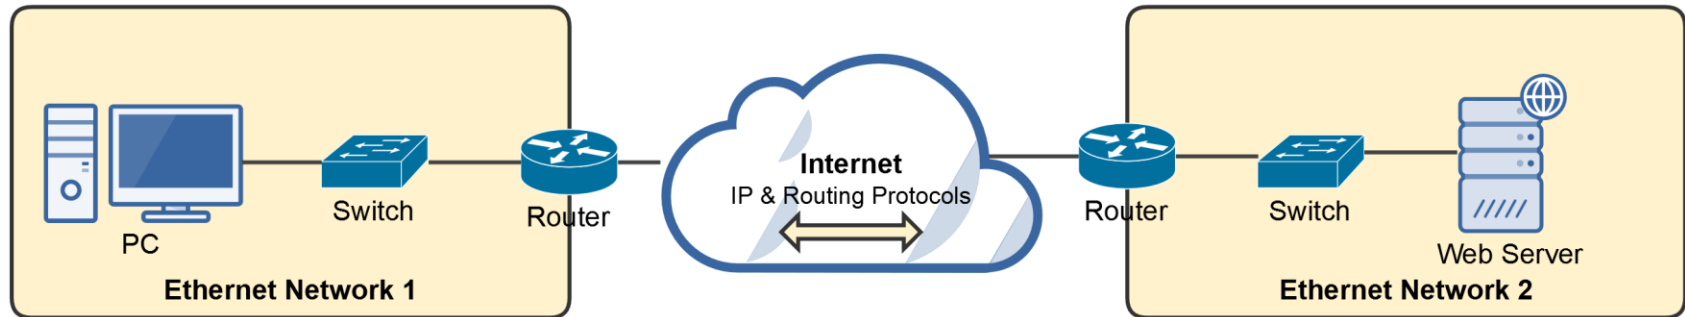 PC
Switch
Router
Ethernet Network 1
Internet
IP & Routing Protocols
Router
Switch
Web Server
Ethernet Network 2